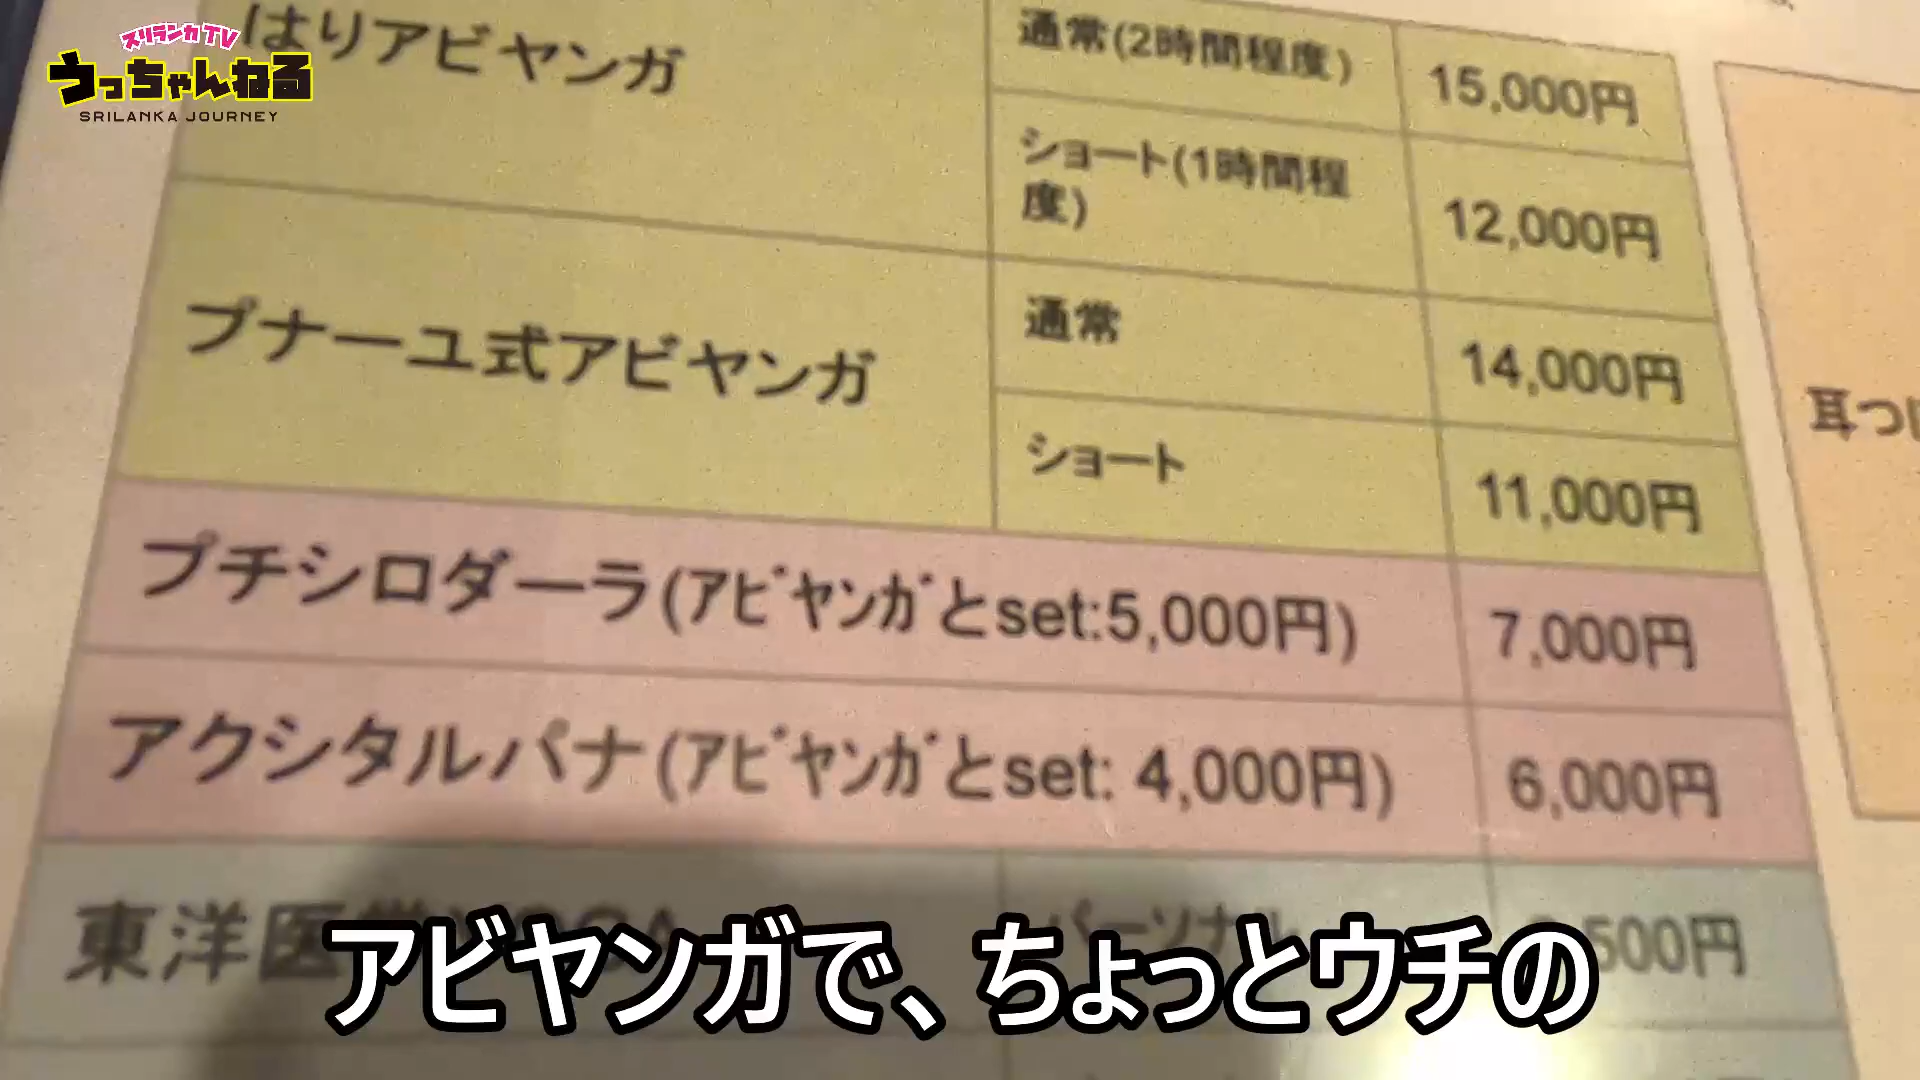 スリランカTV
うっちゃんねる
SRILANKA JOURNEY
はりアビヤンガ
通常(2時間程度)
15,000円
ショート(1時間程
度)
12,000円
プナーユ式アビヤンガ
通常
14,000円
ショート
11,000円
プチシロダーラ(ｱﾋﾞﾔﾝｶﾞとset:5,000円)
7,000円
アクシタルパナ(ｱﾋﾞﾔﾝｶﾞとset: 4,000円)
6,000円
耳つ
東洋医
パーソナル
500円
アビヤンガで、ちょっとウチの